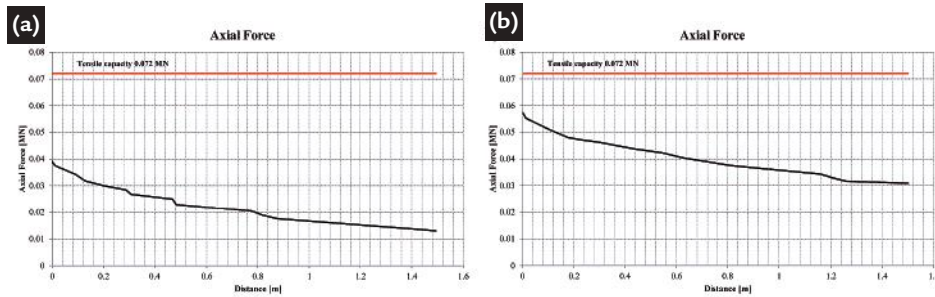 (a)
Axial Force
Tensile capacity 0.072 MN
Axial Force [MN]
0.08
0.07
0.06
0.05
0.04
0.03
0.02
0.01
0
0 0.2 0.4 0.6 0.8 1 1.2 1.4 1.6
Distance [m]
(b)
Axial Force
Tensile capacity 0.072 MN
Axial Force [MN]
0.08
0.07
0.06
0.05
0.04
0.03
0.02
0.01
0
0 0.2 0.4 0.6 0.8 1 1.2 1.4 1.
Distance [m]